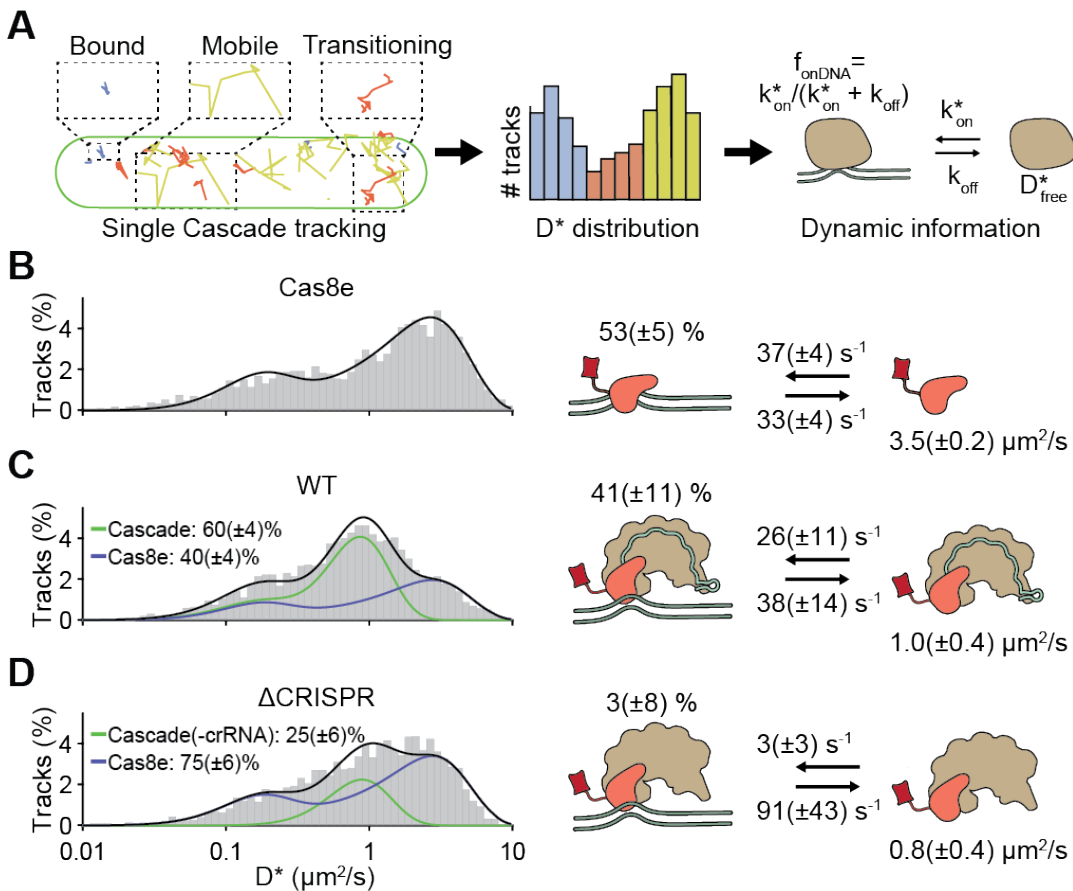 A
Bound
Mobile
Transitioning
Single Cascade tracking
# tracks
D* distribution
f_onDNA =
k*_on/(k*_on + k_off)
k*_on
k_off
D*_free
Dynamic information
B
Cas8e
Tracks (%)
4
2
0
53(±5) %
37(±4) s⁻¹
33(±4) s⁻¹
3.5(±0.2) µm²/s
C
WT
Cascade: 60(±4)%
Cas8e: 40(±4)%
Tracks (%)
4
2
0
41(±11) %
26(±11) s⁻¹
38(±14) s⁻¹
1.0(±0.4) µm²/s
D
ΔCRISPR
Cascade(-crRNA): 25(±6)%
Cas8e: 75(±6)%
Tracks (%)
4
2
0
0.01
0.1
1
10
D* (µm²/s)
3(±8) %
3(±3) s⁻¹
91(±43) s⁻¹
0.8(±0.4) µm²/s